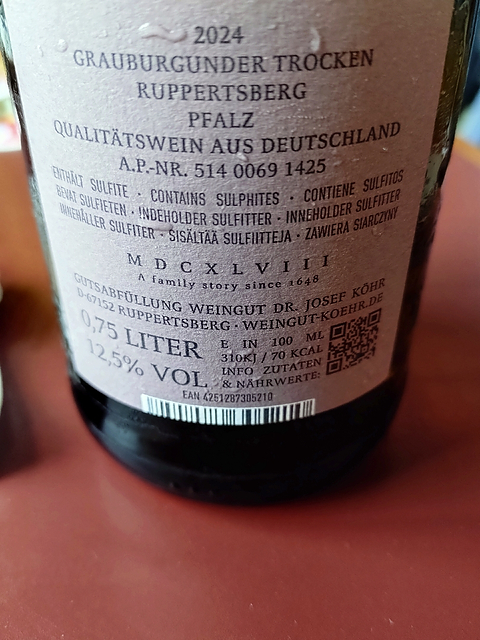 2024
GRAUBURGUNDER TROCKEN
RUPPERTSBERG
PFALZ
QUALITÄTSWEIN AUS DEUTSCHLAND
A.P.-NR. 514 0069 1425
ENTHÄLT SULFITE · CONTAINS SULPHITES · CONTIENE SULFITOS
BEVAT SULFIETEN · INDEHOLDER SULFITTER · INNEHOLDER SULFITTER
INNEHÅLLER SULFITER · SISÄLTÄÄ SULFIITTEJA · ZAWIERA SIARCZYNY
MDCXLVIII
A family story since 1648
GUTSABFÜLLUNG WEINGUT DR. JOSEF KÖHR
D-67152 RUPPERTSBERG · WEINGUT-KOEHR.DE
0,75 LITER
12,5% VOL
E IN 100 ML
310KJ / 70 KCAL
INFO ZUTATEN
& NÄHRWERTE:
EAN 4251287305210